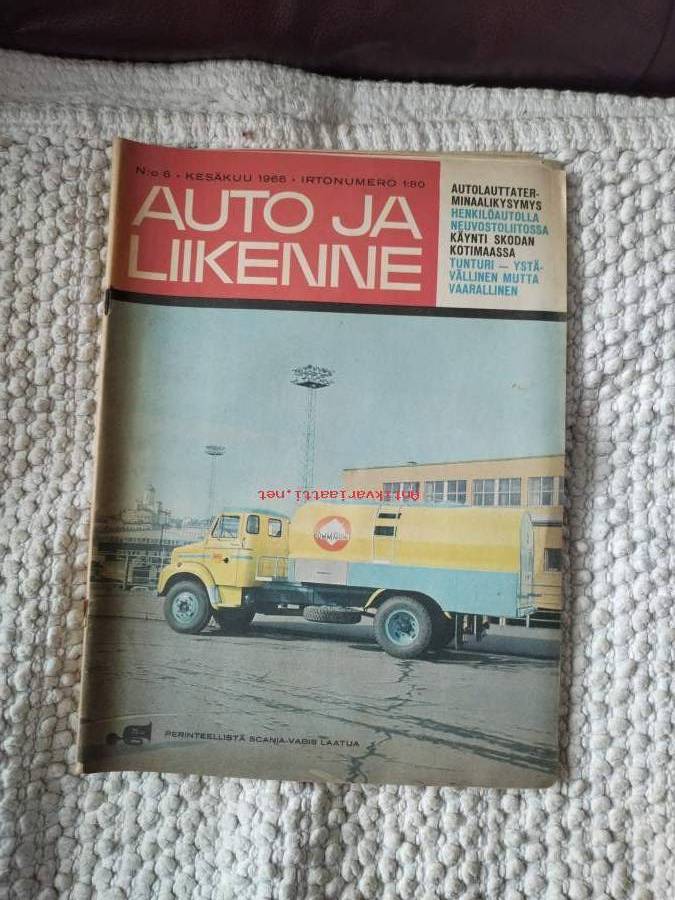 N:o 6 • KESÄKUU 1966 • IRTONUMERO 1:80
AUTO JA
LIIKENNE
AUTOLAUTTATER-
MINAALIKYSYMYS
HENKILÖAUTOLLA
NEUVOSTOLIITOSSA
KÄYNTI SKODAN
KOTIMAASSA
TUNTURI — YSTÄ-
VÄLLINEN MUTTA
VAARALLINEN
Antikvariaatti.net
PERINTEELLISTÄ SCANIA-VABIS LAATUA